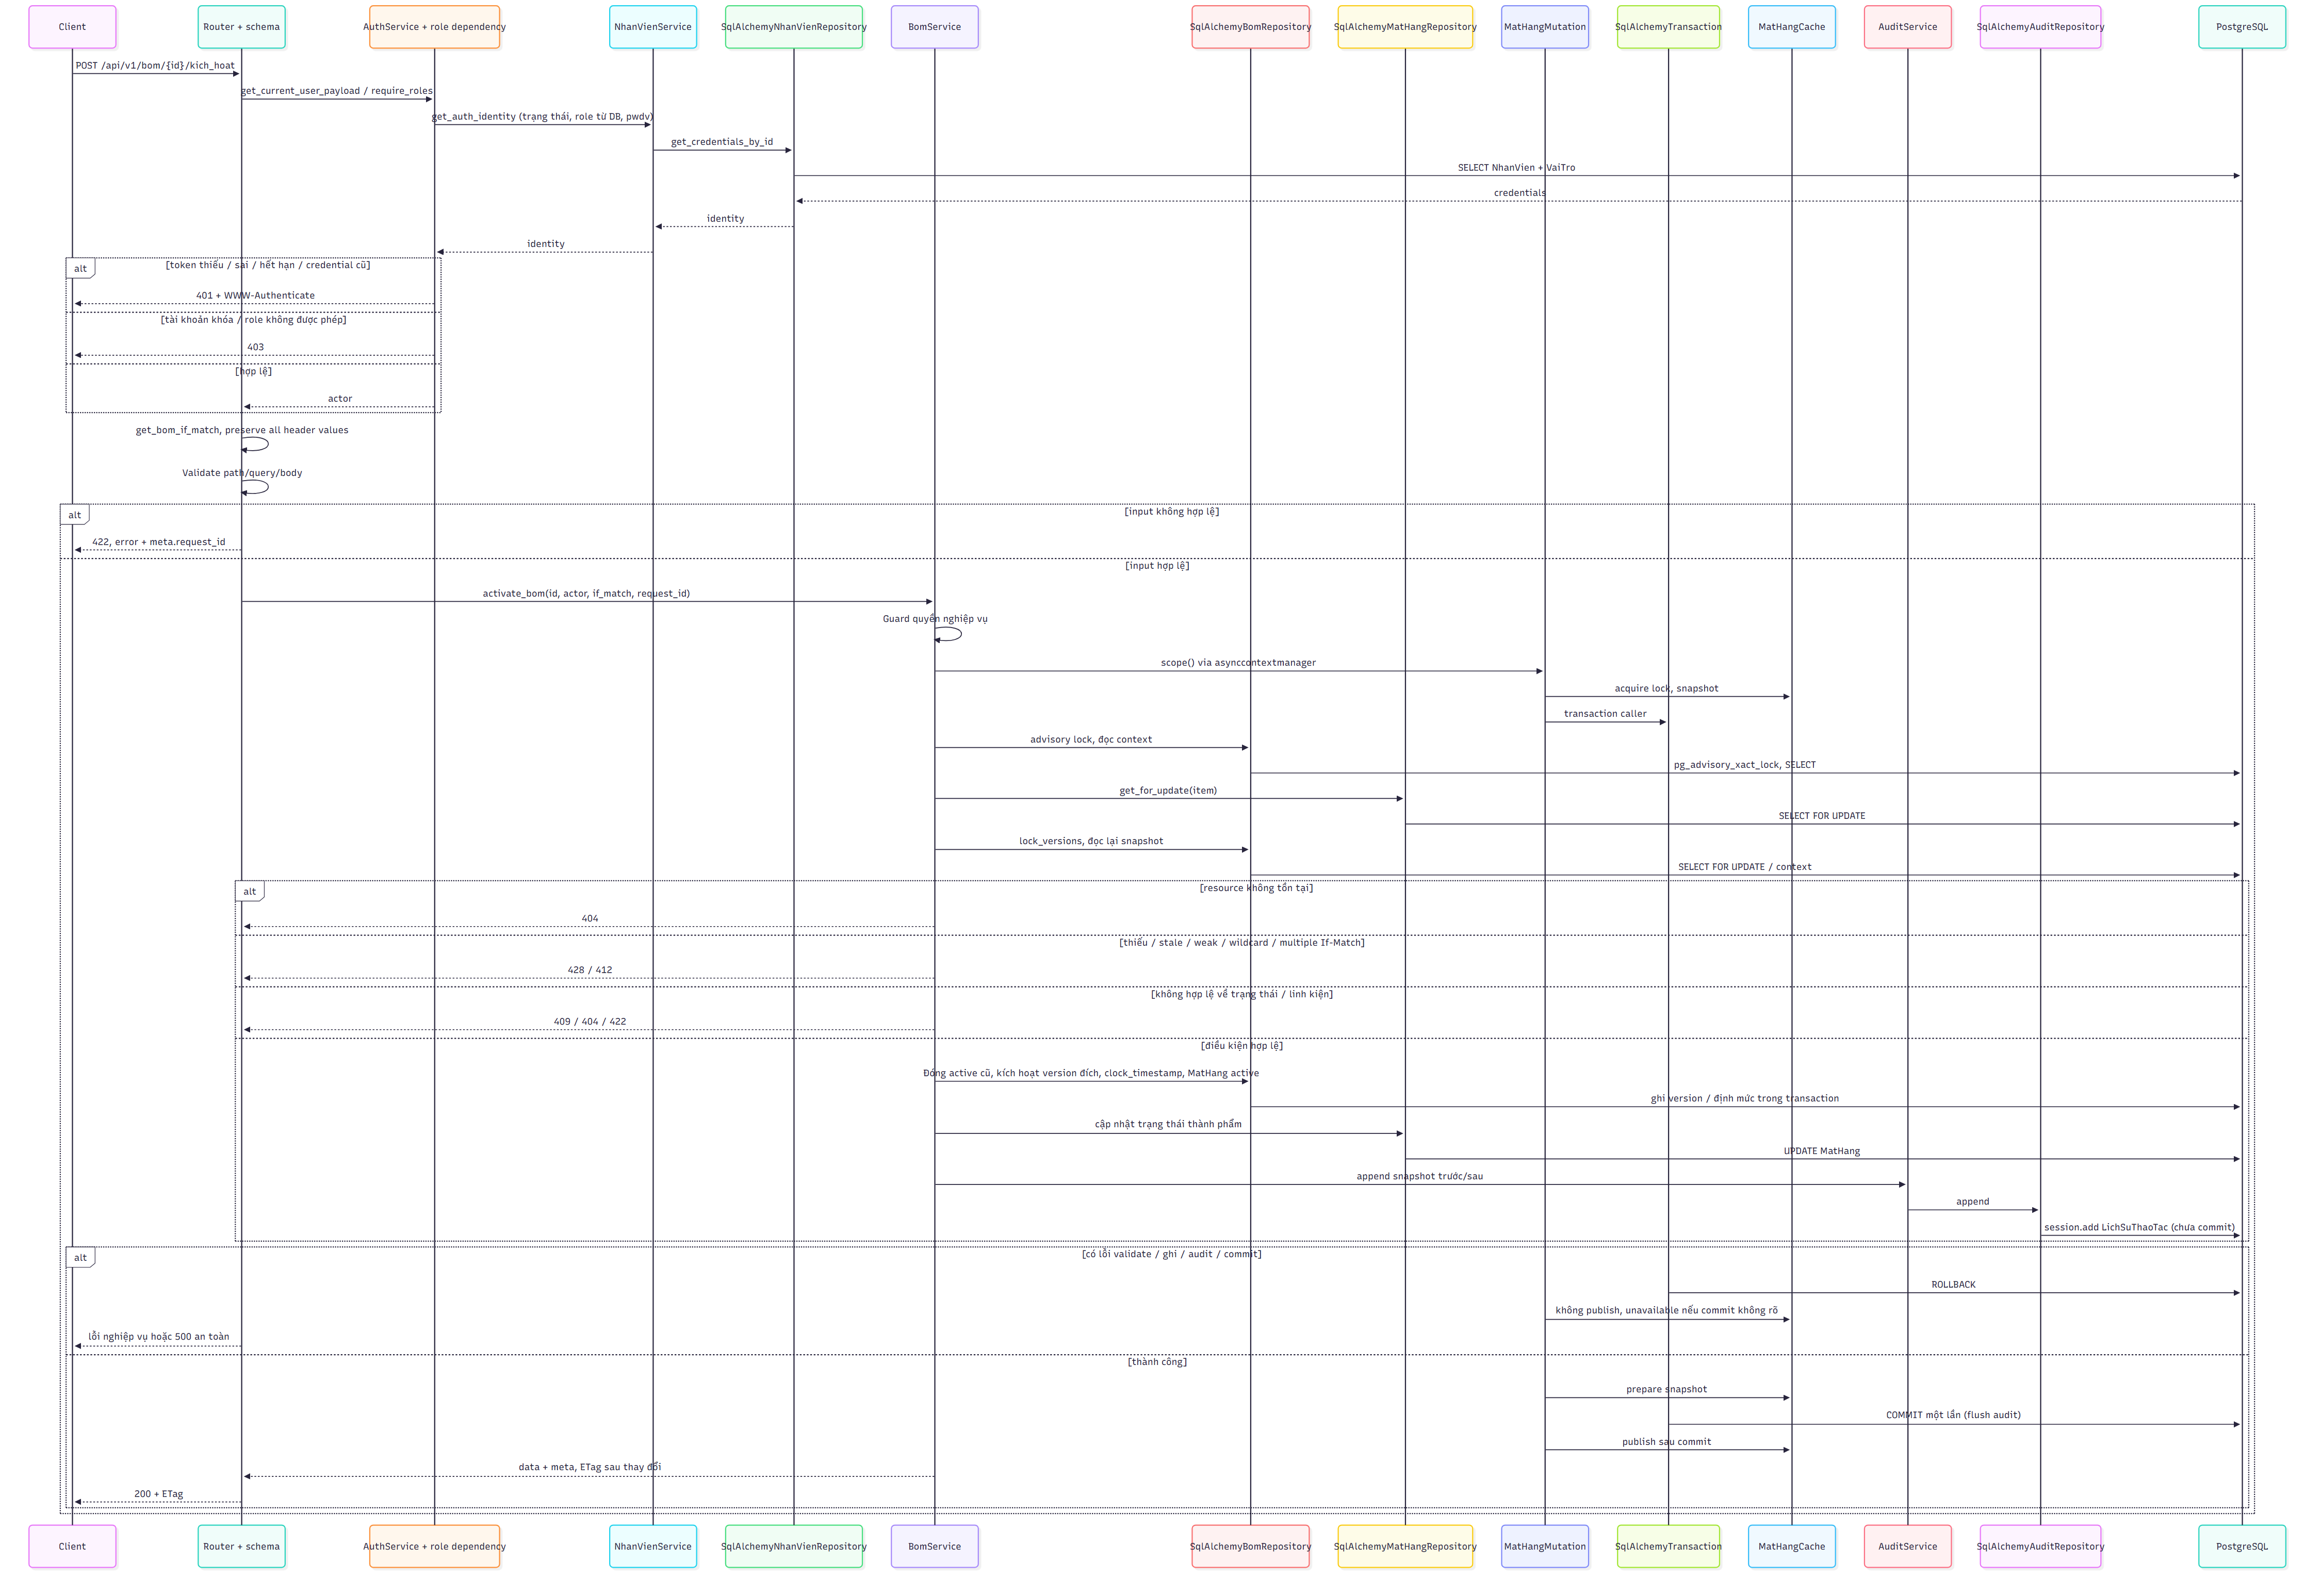 Client
Router + schema
AuthService + role dependency
NhanVienService
SqlAlchemyNhanVienRepository
BomService
SqlAlchemyBomRepository
SqlAlchemyMatHangRepository
MatHangMutation
SqlAlchemyTransaction
MatHangCache
AuditService
SqlAlchemyAuditRepository
PostgreSQL
POST /api/v1/bom/{id}/kich_hoat
get_current_user_payload / require_roles
get_auth_identity (trạng thái, role từ DB, pwdv)
get_credentials_by_id
SELECT NhanVien + VaiTro
credentials
identity
identity
alt
[token thiếu / sai / hết hạn / credential cũ]
401 + WWW-Authenticate
[tài khoản khóa / role không được phép]
403
[hợp lệ]
actor
get_bom_if_match, preserve all header values
Validate path/query/body
alt
[input không hợp lệ]
422, error + meta.request_id
[input hợp lệ]
activate_bom(id, actor, if_match, request_id)
Guard quyền nghiệp vụ
scope() via asynccontextmanager
acquire lock, snapshot
transaction caller
advisory lock, đọc context
pg_advisory_xact_lock, SELECT
get_for_update(item)
SELECT FOR UPDATE
lock_versions, đọc lại snapshot
SELECT FOR UPDATE / context
alt
[resource không tồn tại]
404
[thiếu / stale / weak / wildcard / multiple If-Match]
428 / 412
[không hợp lệ về trạng thái / linh kiện]
409 / 404 / 422
[điều kiện hợp lệ]
Đóng active cũ, kích hoạt version đích, clock_timestamp, MatHang active
ghi version / định mức trong transaction
cập nhật trạng thái thành phẩm
UPDATE MatHang
append snapshot trước/sau
append
session.add LichSuThaoTac (chưa commit)
alt
[có lỗi validate / ghi / audit / commit]
ROLLBACK
không publish, unavailable nếu commit không rõ
lỗi nghiệp vụ hoặc 500 an toàn
[thành công]
prepare snapshot
COMMIT một lần (flush audit)
publish sau commit
data + meta, ETag sau thay đổi
200 + ETag
Client
Router + schema
AuthService + role dependency
NhanVienService
SqlAlchemyNhanVienRepository
BomService
SqlAlchemyBomRepository
SqlAlchemyMatHangRepository
MatHangMutation
SqlAlchemyTransaction
MatHangCache
AuditService
SqlAlchemyAuditRepository
PostgreSQL